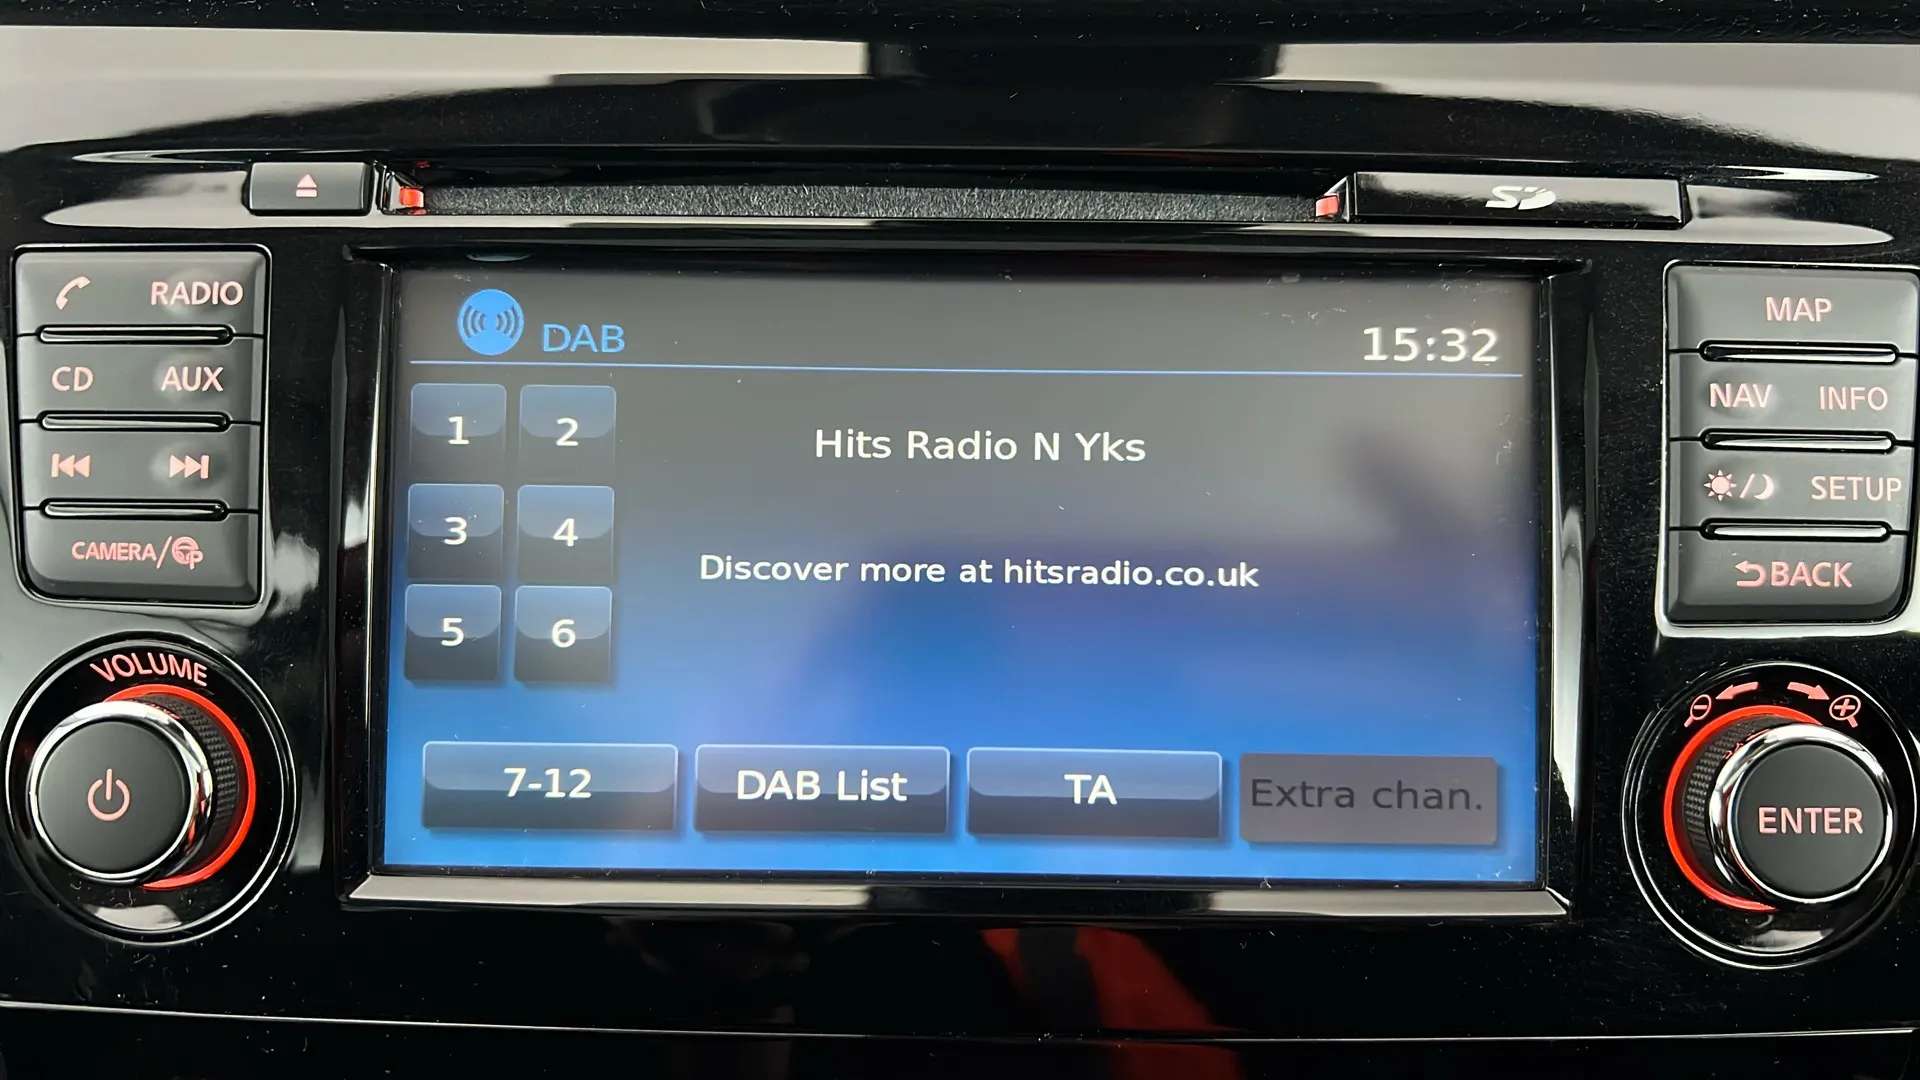 SD
RADIO
CD AUX
CAMERA/
VOLUME
DAB
15:32
1 2
3 4
5 6
Hits Radio N Yks
Discover more at hitsradio.co.uk
7-12
DAB List
TA
Extra chan.
MAP
NAV INFO
SETUP
BACK
ENTER